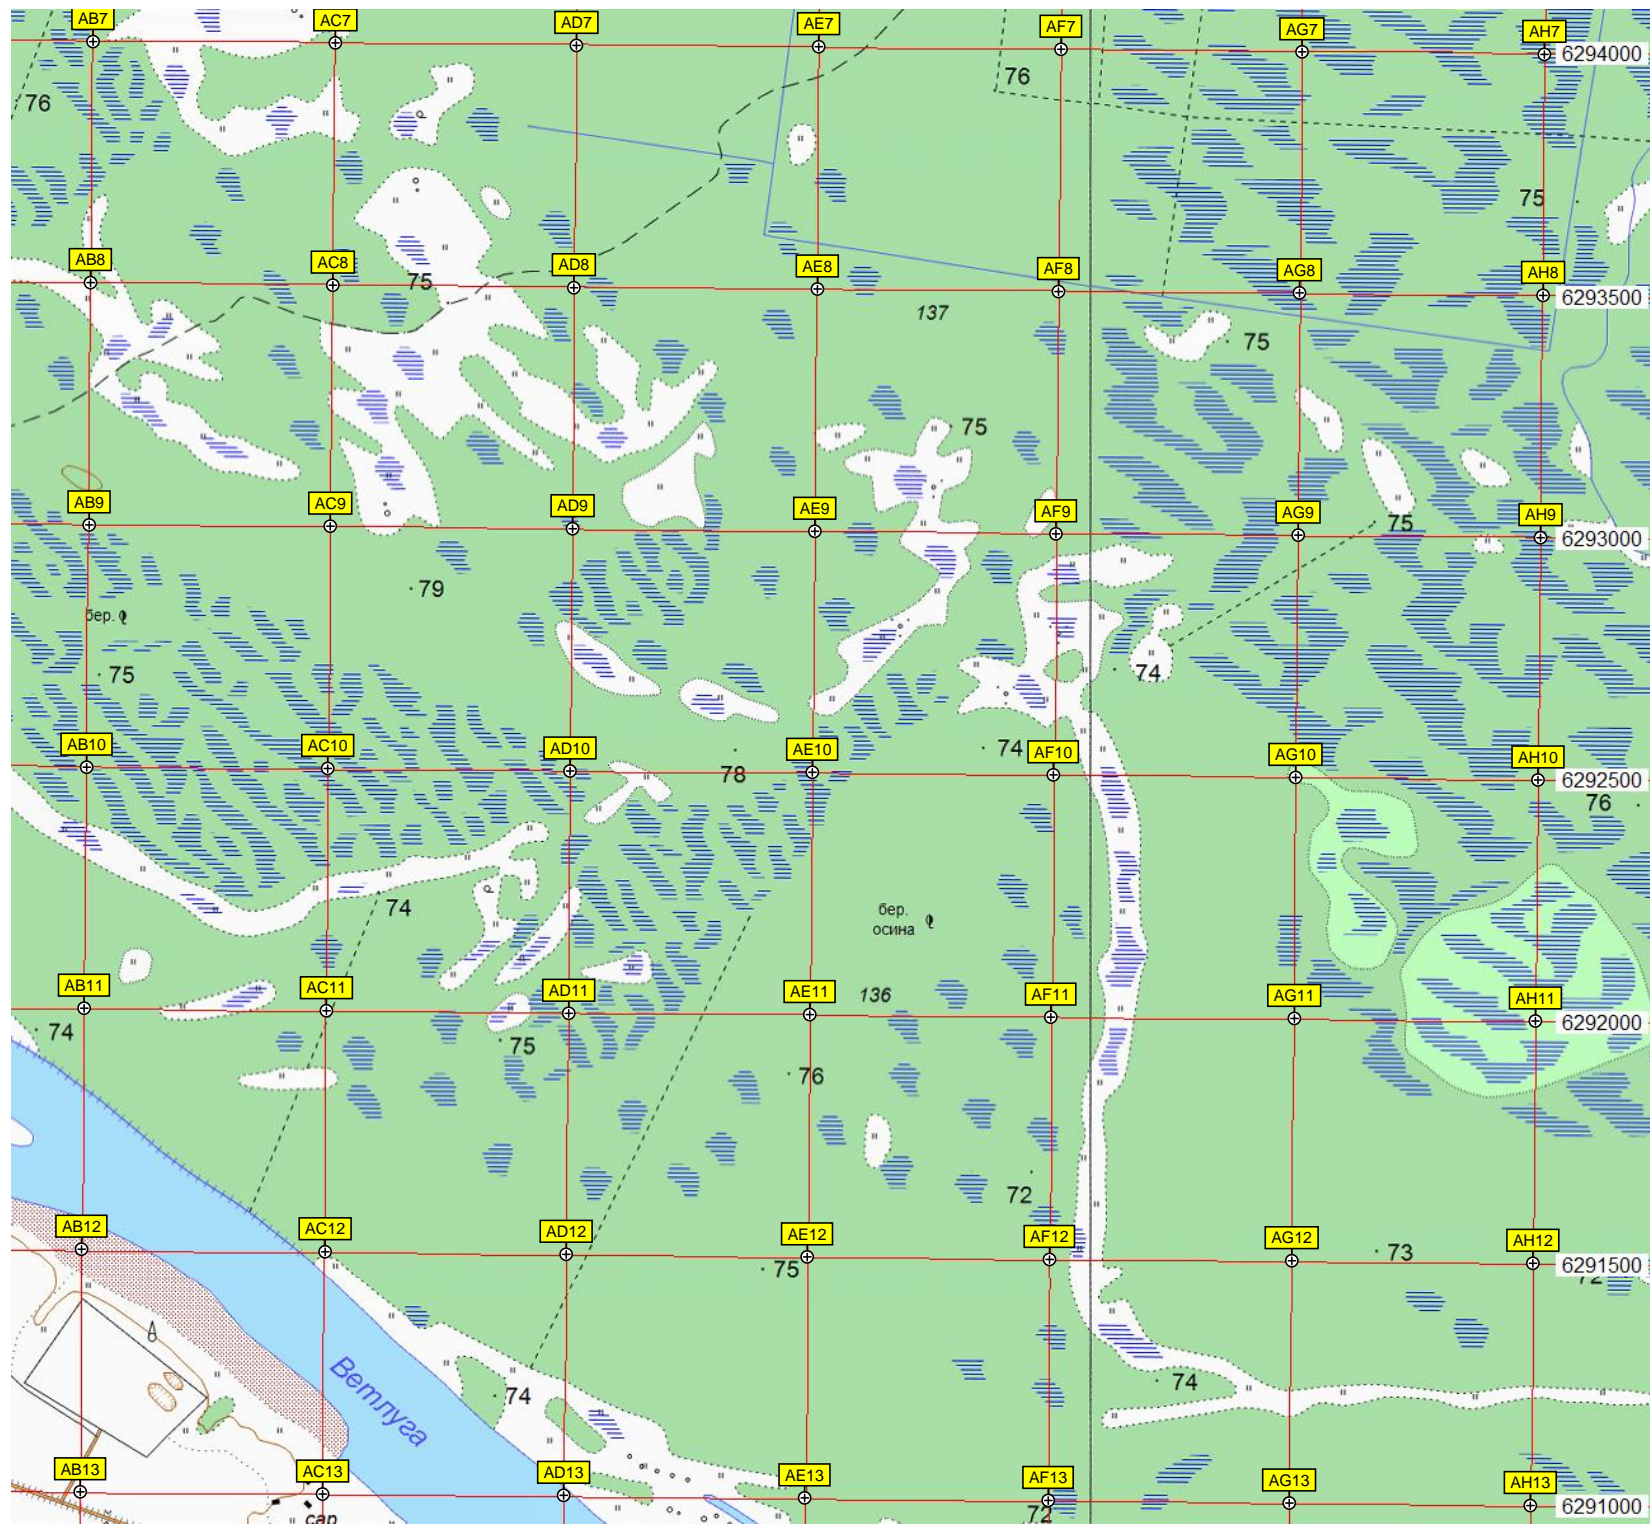 AB7 AC7 AD7 AE7 AF7 AG7 AH7
6294000
76
76
75
AB8 AC8 AD8 AE8 AF8 AG8 AH8
75
6293500
137
75
75
AB9 AC9 AD9 AE9 AF9 AG9 AH9
75
6293000
79
бер.
75
74
AB10 AC10 AD10 AE10 AF10 AG10 AH10
74
78
6292500
76
74
бер.
осина
AB11 AC11 AD11 AE11 AF11 AG11 AH11
136
6292000
74
75
76
72
AB12 AC12 AD12 AE12 AF12 AG12 AH12
73
75
6291500
72
Ветлуга
74
74
AB13 AC13 AD13 AE13 AF13 AG13 AH13
6291000
72
сар